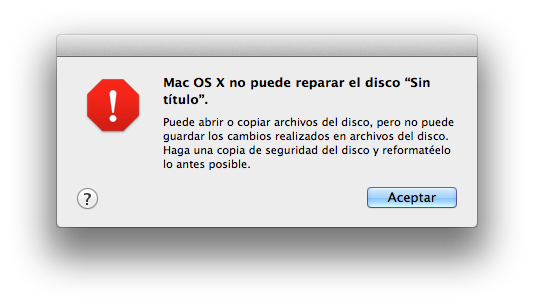 Mac OS X no puede reparar el disco “Sin
título”.
Puede abrir o copiar archivos del disco, pero no puede
guardar los cambios realizados en archivos del disco.
Haga una copia de seguridad del disco y reformatéelo
lo antes posible.
?
Aceptar